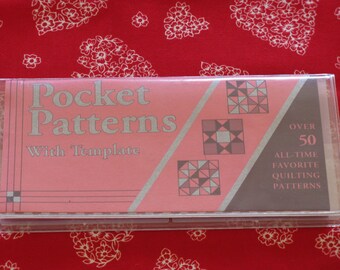 Pocket
Patterns
With Template
OVER
50
ALL-TIME
FAVORITE
QUILTING
PATTERNS